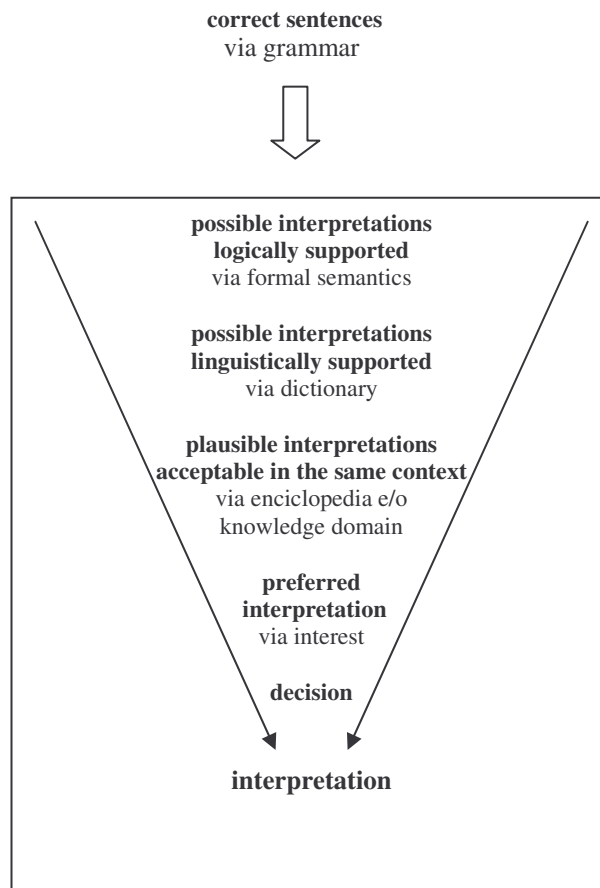 correct sentences
via grammar
possible interpretations
logically supported
via formal semantics
possible interpretations
linguistically supported
via dictionary
plausible interpretations
acceptable in the same context
via enciclopedia e/o
knowledge domain
preferred
interpretation
via interest
decision
interpretation